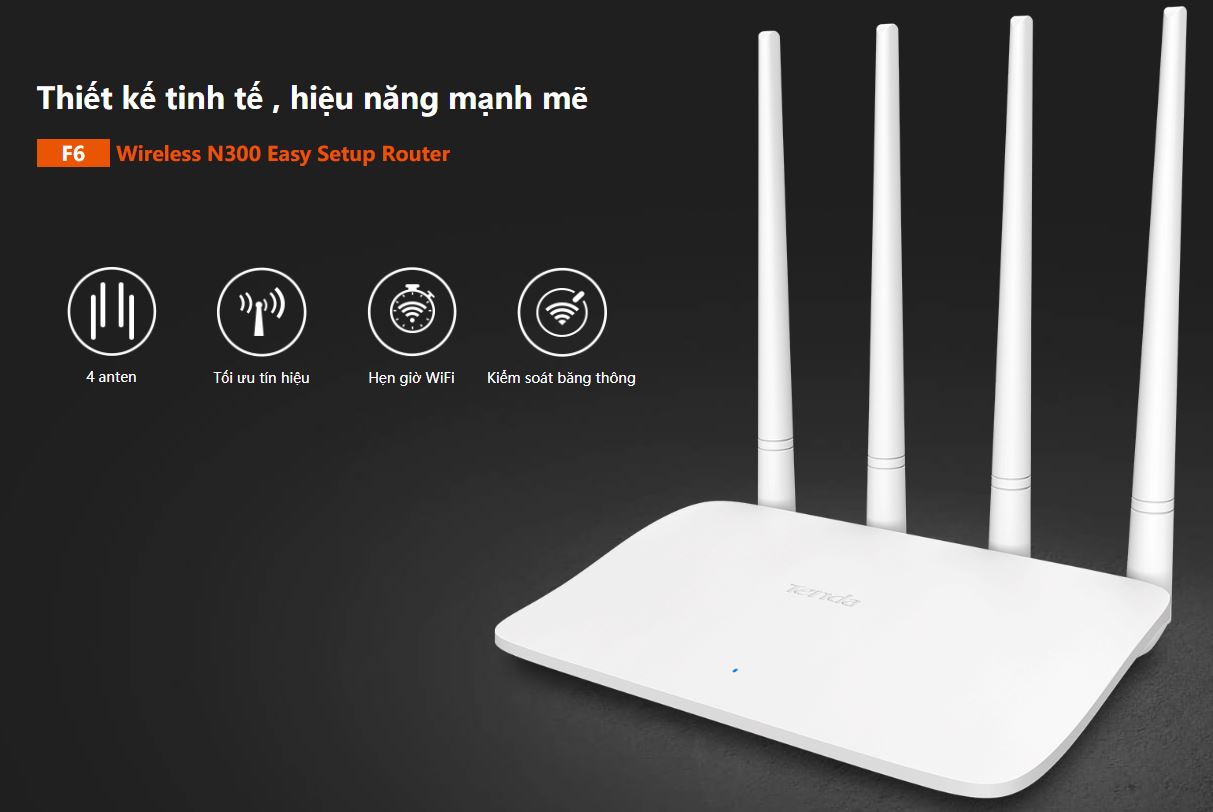 Thiết kế tinh tế , hiệu năng mạnh mẽ
F6 Wireless N300 Easy Setup Router
4 anten
Tối ưu tín hiệu
Hẹn giờ WiFi
Kiểm soát băng thông
Tenda